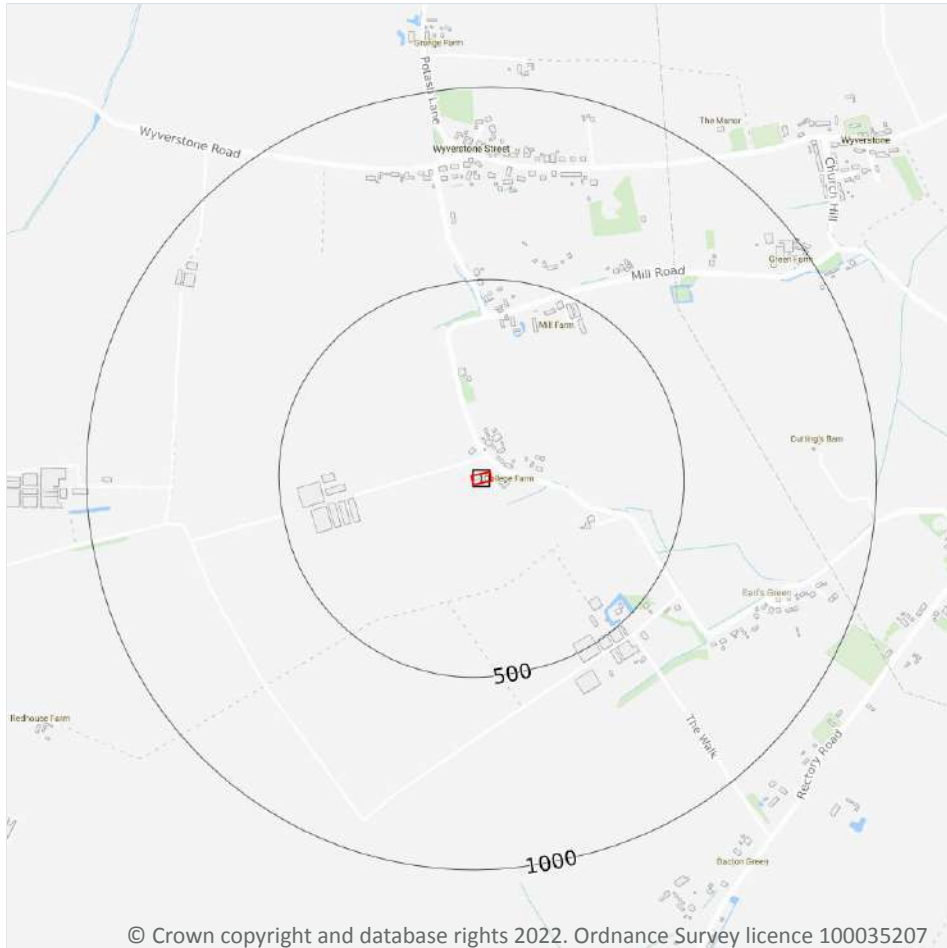 Grange Farm
Potash Lane
Wyverstone Road
Wyverstone Street
The Manor
Wyverstone
Church Hill
Green Farm
Mill Road
Mill Farm
Cutting's Barn
College Farm
Earl's Green
500
Redhouse Farm
The Walk
Rectory Road
1000
Bacton Green
© Crown copyright and database rights 2022. Ordnance Survey licence 100035207